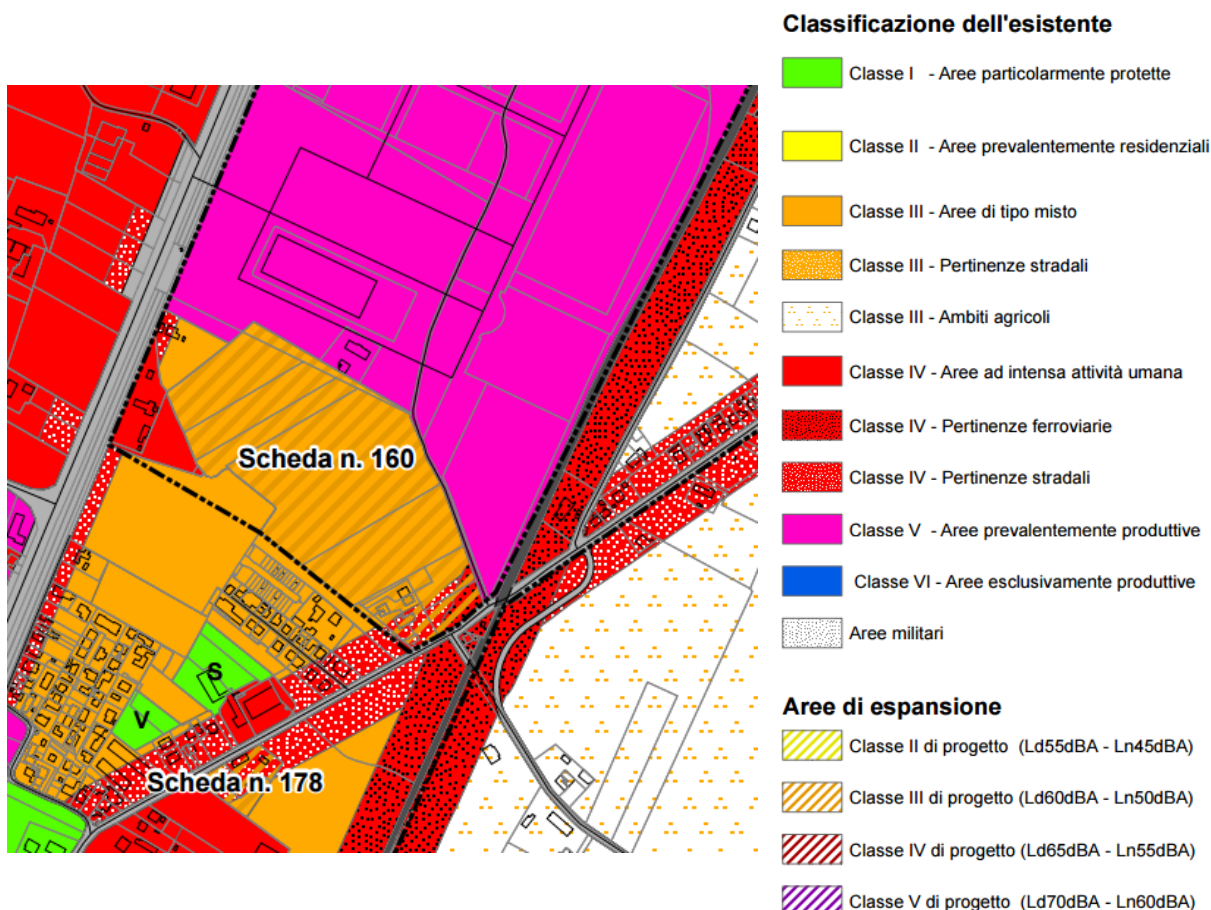 Classificazione dell'esistente
Classe I - Aree particolarmente protette
Classe II - Aree prevalentemente residenziali
Classe III - Aree di tipo misto
Classe III - Pertinenze stradali
Classe III - Ambiti agricoli
Classe IV - Aree ad intensa attività umana
Classe IV - Pertinenze ferroviarie
Classe IV - Pertinenze stradali
Classe V - Aree prevalentemente produttive
Classe VI - Aree esclusivamente produttive
Aree militari
Aree di espansione
Classe II di progetto (Ld55dBA - Ln45dBA)
Classe III di progetto (Ld60dBA - Ln50dBA)
Classe IV di progetto (Ld65dBA - Ln55dBA)
Classe V di progetto (Ld70dBA - Ln60dBA)
Scheda n. 160
S
V
Scheda n. 178